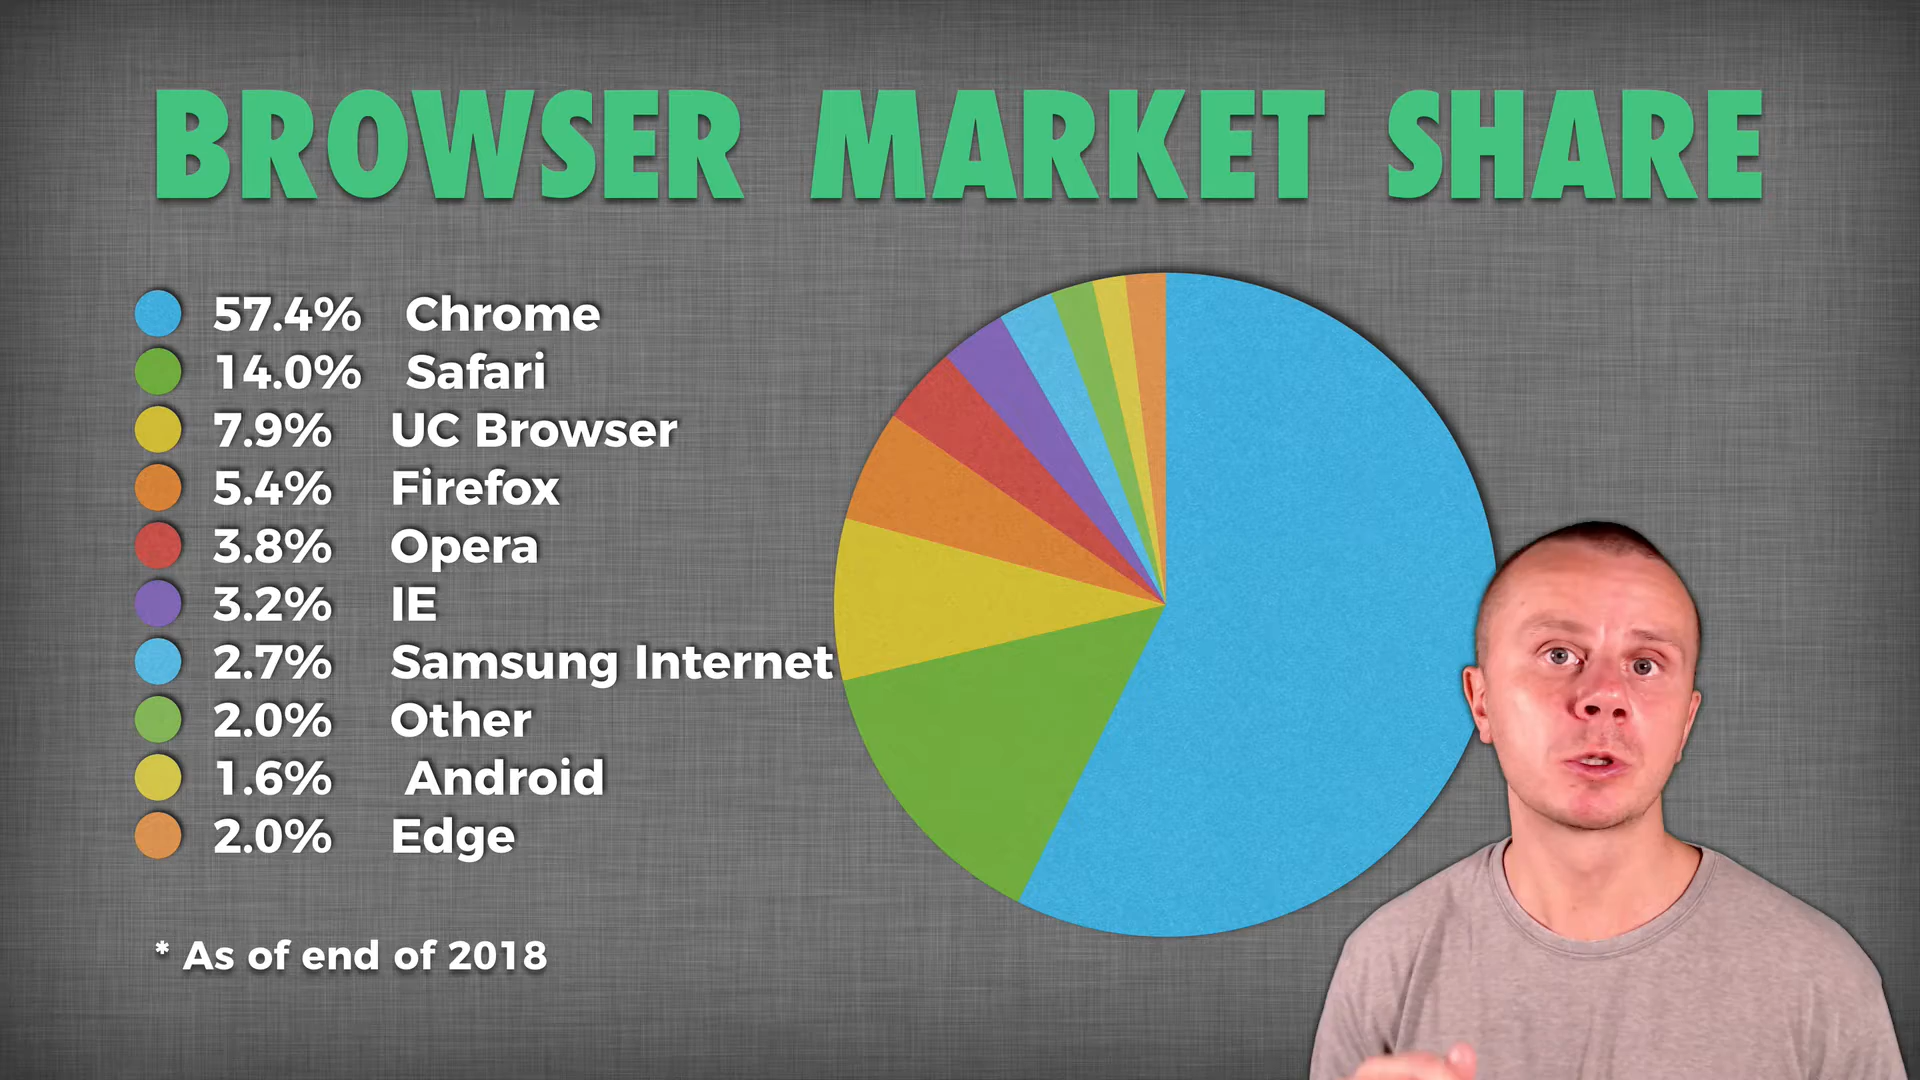 BROWSER MARKET SHARE
57.4% Chrome
14.0% Safari
7.9% UC Browser
5.4% Firefox
3.8% Opera
3.2% IE
2.7% Samsung Internet
2.0% Other
1.6% Android
2.0% Edge
* As of end of 2018